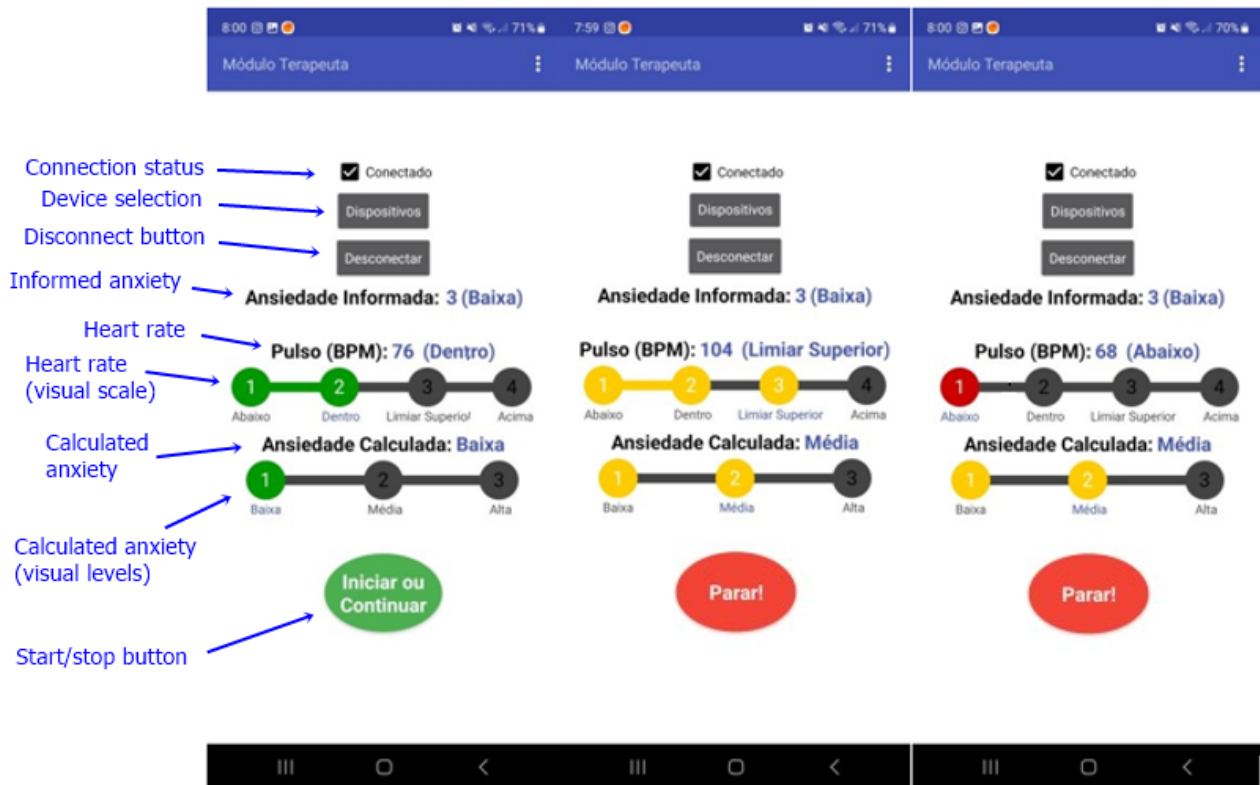 8:00 71%
Módulo Terapeuta
7:59 71%
Módulo Terapeuta
8:00 70%
Módulo Terapeuta
Connection status
Device selection
Disconnect button
Informed anxiety
Heart rate
Heart rate
(visual scale)
Calculated
anxiety
Calculated anxiety
(visual levels)
Start/stop button
Conectado
Dispositivos
Desconectar
Ansiedade Informada: 3 (Baixa)
Pulso (BPM): 76 (Dentro)
1 2 3 4
Abaixo Dentro Limiar Superior Acima
Ansiedade Calculada: Baixa
1 2 3
Baixa Média Alta
Iniciar ou
Continuar
Conectado
Dispositivos
Desconectar
Ansiedade Informada: 3 (Baixa)
Pulso (BPM): 104 (Limiar Superior)
1 2 3 4
Abaixo Dentro Limiar Superior Acima
Ansiedade Calculada: Média
1 2 3
Baixa Média Alta
Parar!
Conectado
Dispositivos
Desconectar
Ansiedade Informada: 3 (Baixa)
Pulso (BPM): 68 (Abaixo)
1 2 3 4
Abaixo Dentro Limiar Superior Acima
Ansiedade Calculada: Média
1 2 3
Baixa Média Alta
Parar!